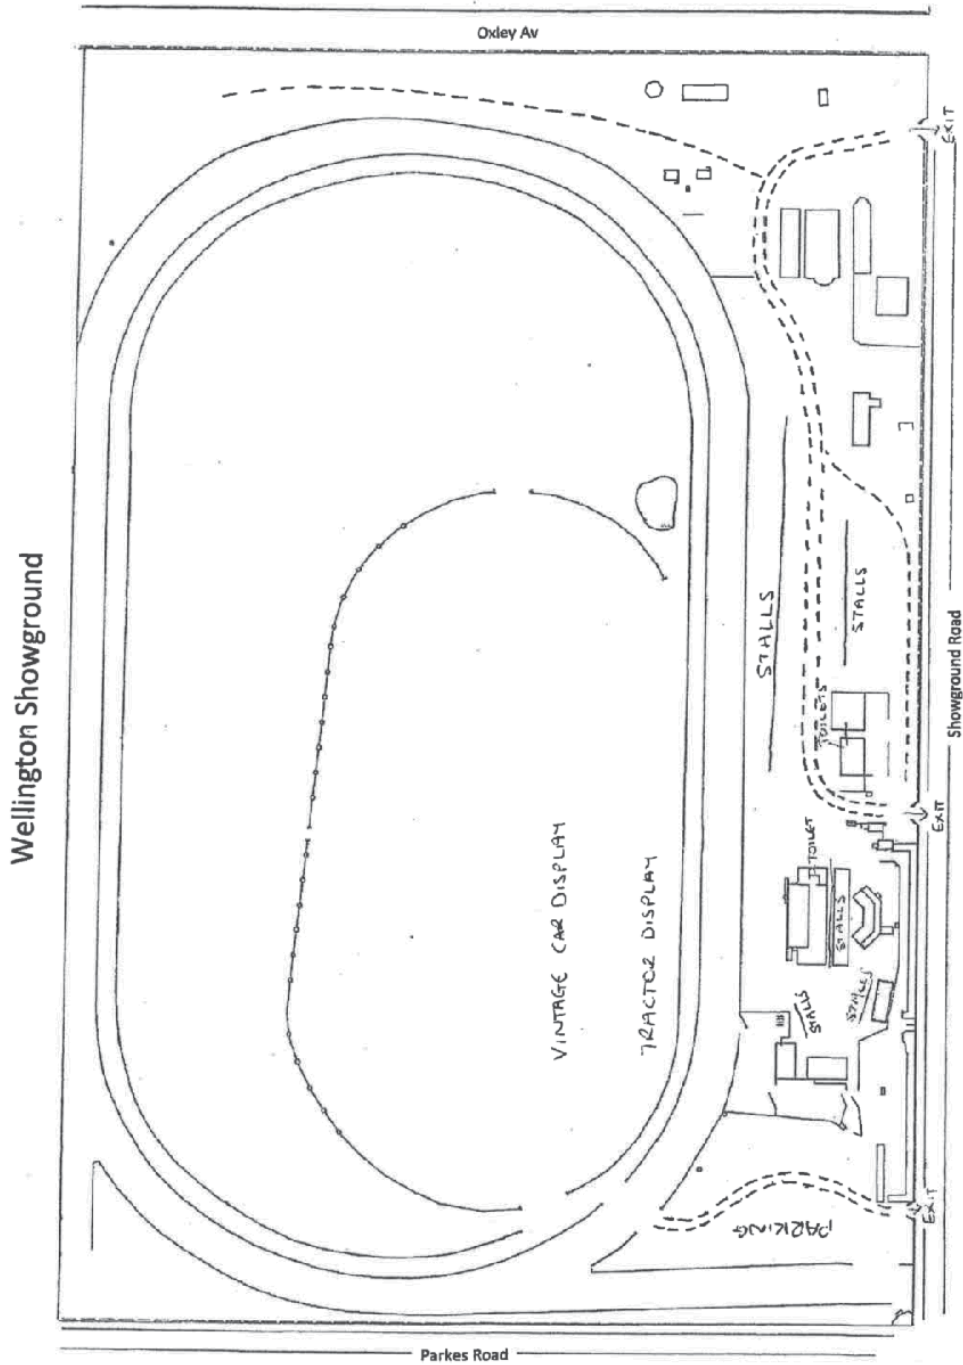 Oxley Av
EXIT
Wellington Showground
STALLS
STALLS
Showground Road
TOILETS
EXIT
VINTAGE CAR DISPLAY
TRACTOR DISPLAY
TOILET
STALLS
STALLS
EXIT
PARKING
Parkes Road